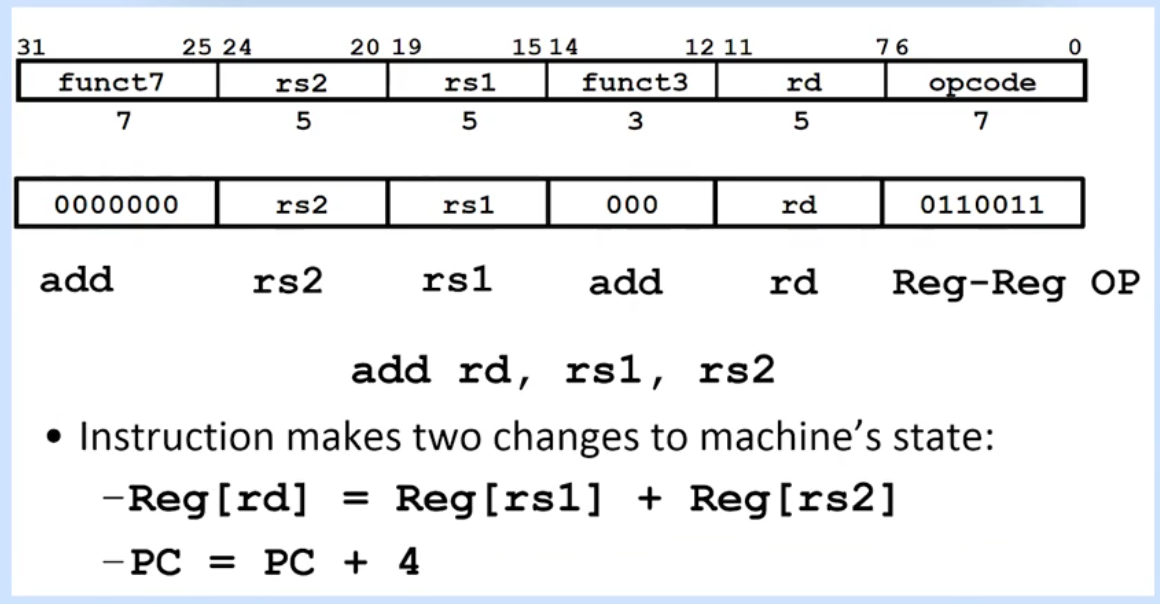 31 25 24 20 19 15 14 12 11 7 6 0
funct7 rs2 rs1 funct3 rd opcode
7 5 5 3 5 7
0000000 rs2 rs1 000 rd 0110011
add rs2 rs1 add rd Reg-Reg OP
add rd, rs1, rs2
• Instruction makes two changes to machine’s state:
–Reg[rd] = Reg[rs1] + Reg[rs2]
–PC = PC + 4